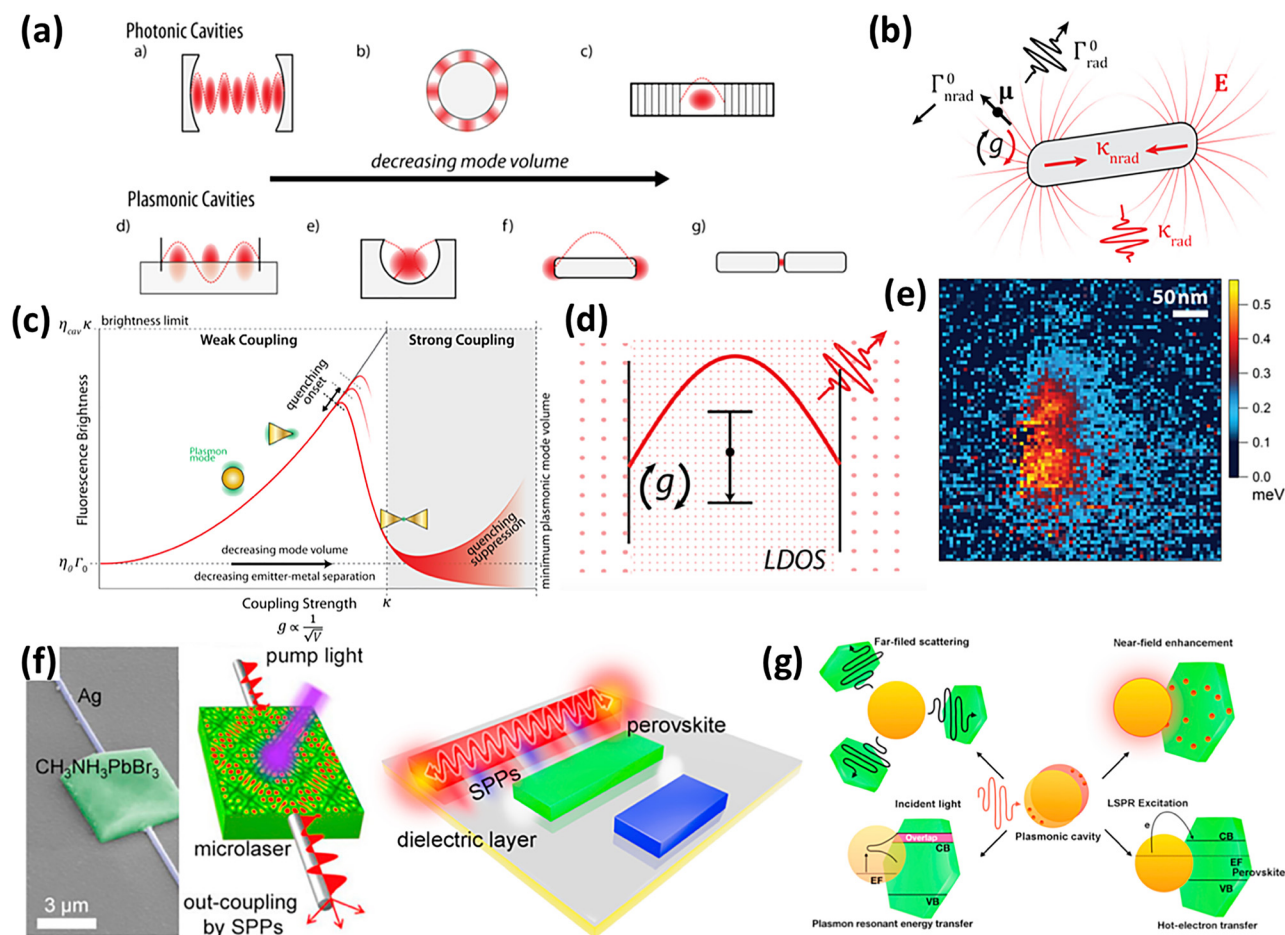 (a)
Photonic Cavities
a)
b)
c)
decreasing mode volume
Plasmonic Cavities
d)
e)
f)
g)
(b)
Γ⁰rad
Γ⁰nrad
μ
E
g
κnrad
κrad
(c)
ηcav κ
brightness limit
Weak Coupling
Strong Coupling
quenching onset
Plasmon mode
Fluorescence Brightness
quenching suppression
minimum plasmonic mode volume
η0Γ0
decreasing mode volume
decreasing emitter-metal separation
Coupling Strength
κ
g ∝ 1/√V
(d)
g
LDOS
(e)
50nm
0.5
0.4
0.3
0.2
0.1
0.0
meV
(f)
Ag
CH3NH3PbBr3
3 μm
pump light
microlaser
out-coupling
by SPPs
perovskite
SPPs
dielectric layer
(g)
Far-filed scattering
Near-field enhancement
Incident light
Plasmonic cavity
LSPR Excitation
Overlap
CB
EF
VB
Plasmon resonant energy transfer
e
CB
EF
Perovskite
VB
Hot-electron transfer